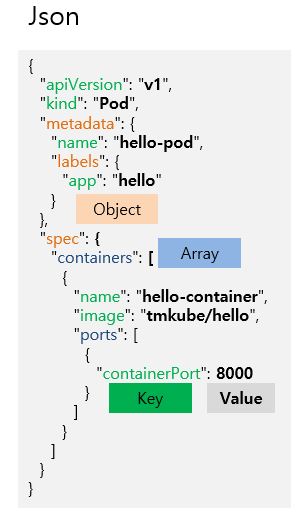 Json
{
"apiVersion": "v1",
"kind": "Pod",
"metadata": {
"name": "hello-pod",
"labels": {
"app": "hello"
}
Object
},
"spec": {
"containers": [
Array
{
"name": "hello-container",
"image": "tmkube/hello",
"ports": [
{
"containerPort": 8000
}
Key
Value
]
}
]
}
}